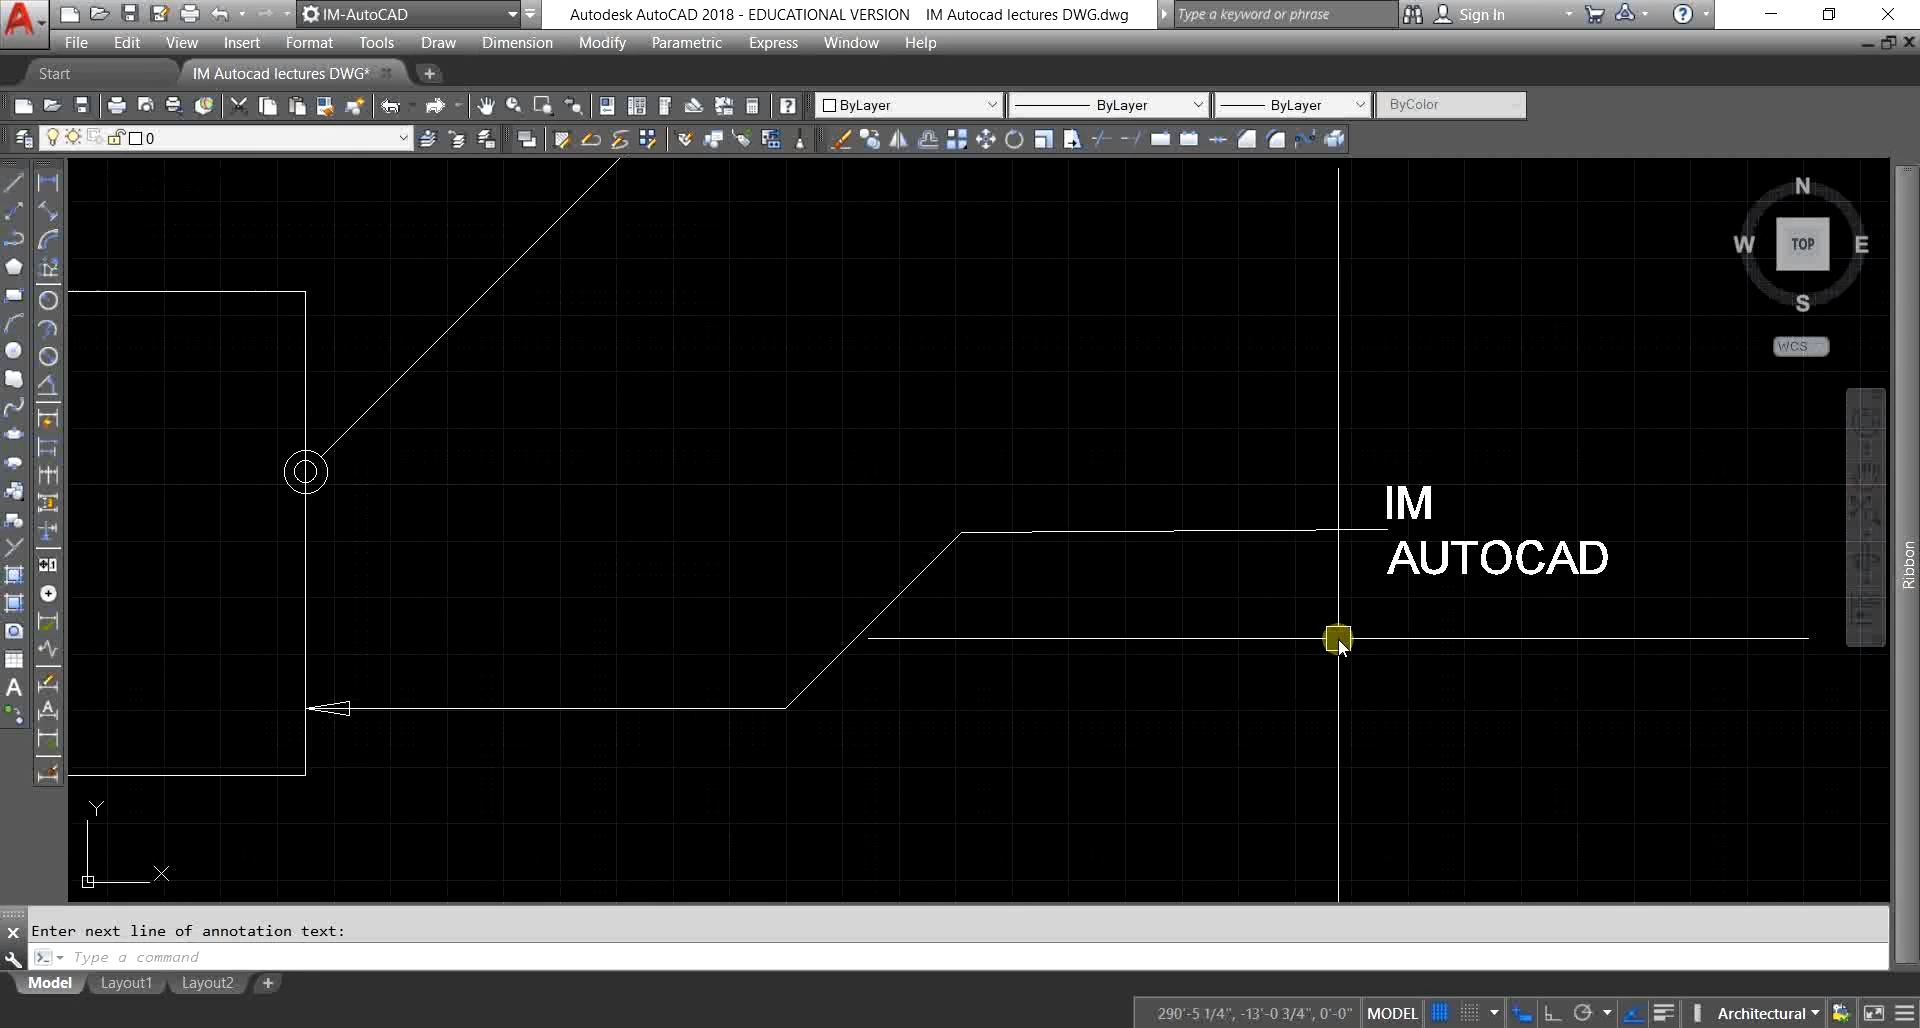 IM-AutoCAD
Autodesk AutoCAD 2018 - EDUCATIONAL VERSION IM Autocad lectures DWG.dwg
Type a keyword or phrase
Sign In
File Edit View Insert Format Tools Draw Dimension Modify Parametric Express Window Help
Start
IM Autocad lectures DWG*
ByLayer
ByLayer
ByLayer
ByColor
0
N
W
TOP
E
S
WCS
IM
AUTOCAD
Ribbon
Y
X
Enter next line of annotation text:
Type a command
Model Layout1 Layout2
290'-5 1/4", -13'-0 3/4", 0'-0" MODEL Architectural